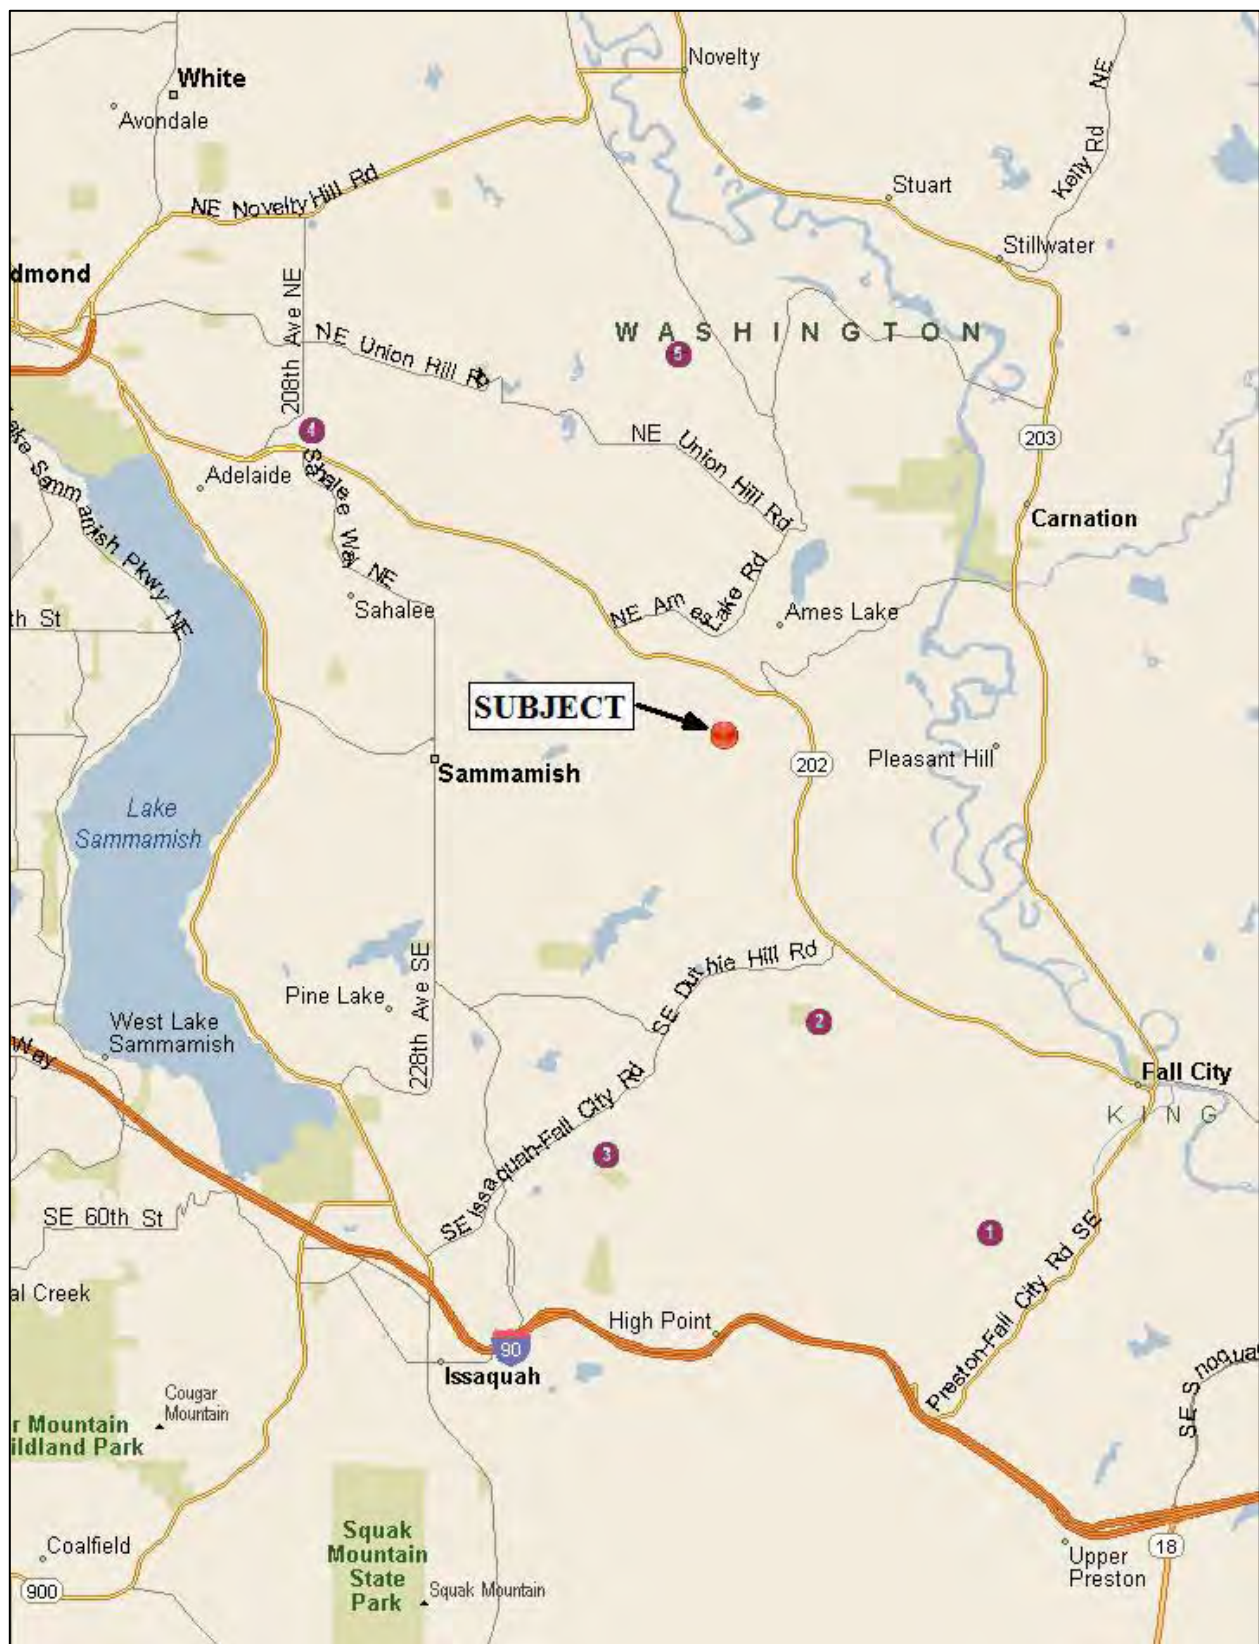 Novelty
White
Avondale
Kelly Rd NE
Stuart
NE Novelty Hill Rd
Stillwater
dmond
208th Ave NE
NE Union Hill Rd
WASHINGTON
5
4
203
NE Union Hill Rd
Adelaide
Sahalee Way NE
Carnation
ake Sammamish Pkwy NE
NE Ames Lake Rd
Sahalee
Ames Lake
th St
SUBJECT
202
Pleasant Hill
Sammamish
Lake
Sammamish
SE Duthie Hill Rd
228th Ave SE
Pine Lake
2
West Lake
Sammamish
Way
Fall City
KING
SE Issaquah-Fall City Rd
3
SE 60th St
1
Preston-Fall City Rd SE
al Creek
High Point
90
Issaquah
SE Snoqua
Cougar
Mountain
r Mountain
ildland Park
Squak
Mountain
State
Park
Squak Mountain
Coalfield
900
18
Upper
Preston